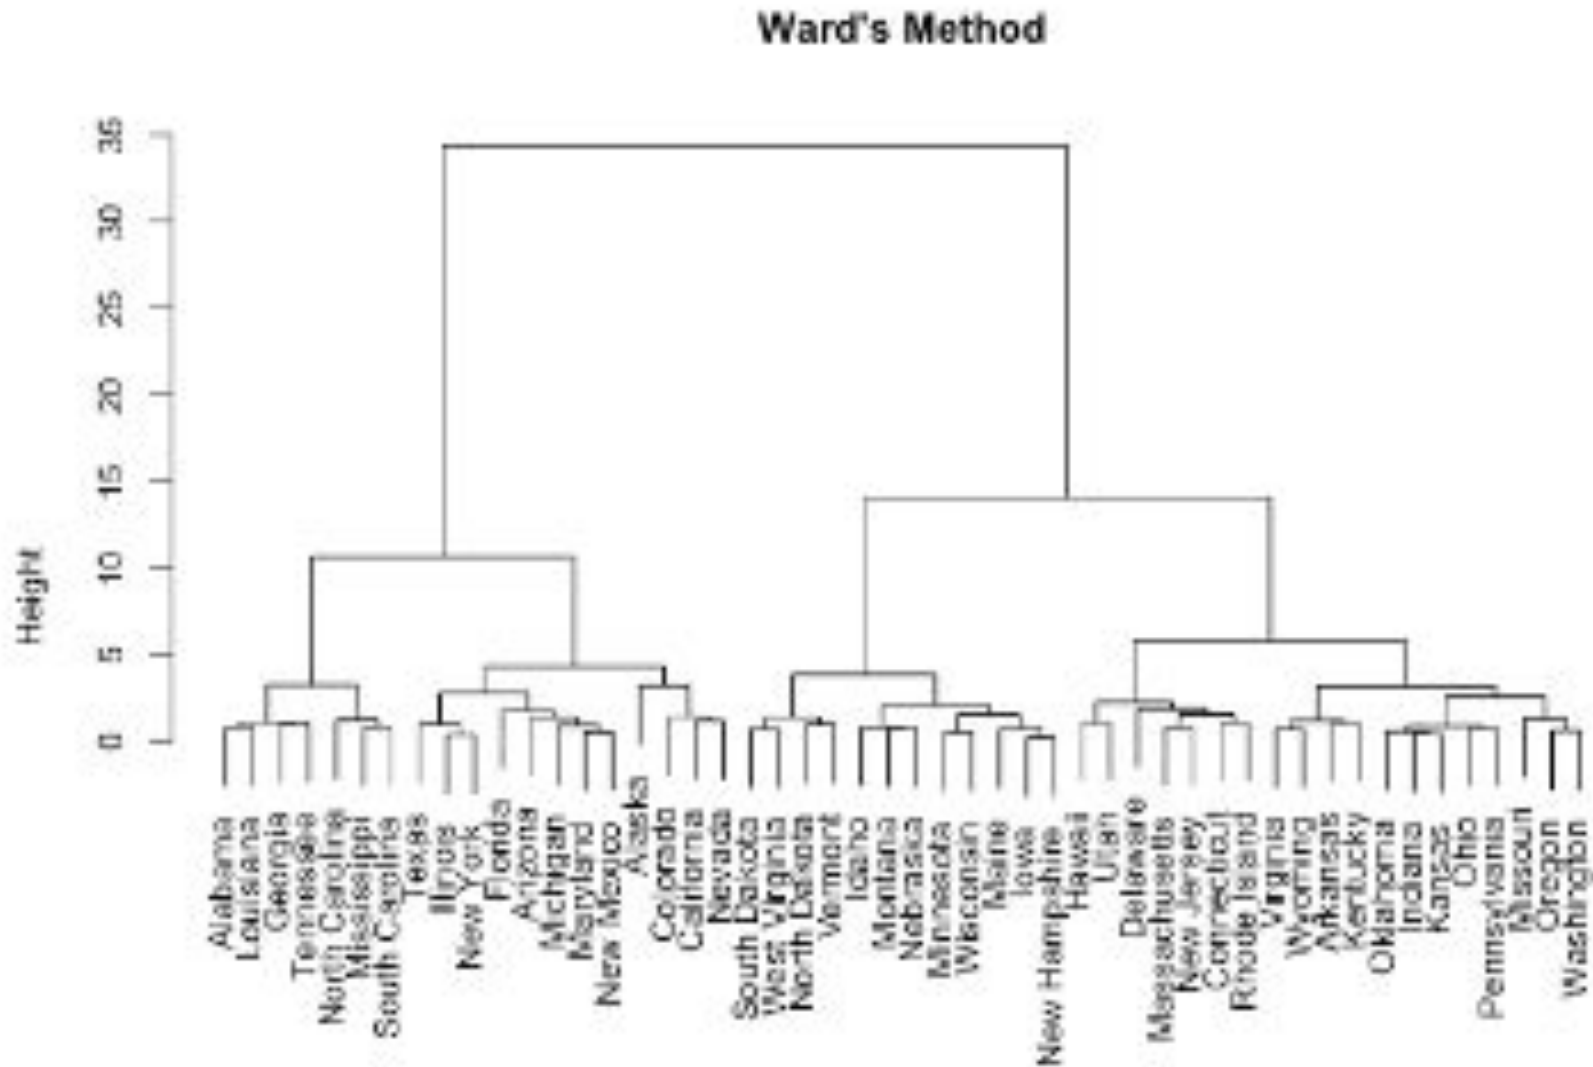 Ward's Method
Height
35
30
25
20
15
10
5
0
Alabama
Louisiana
Georgia
Tennessee
North Carolina
Mississippi
South Carolina
Texas
Illinois
New York
Florida
Arizona
Michigan
Maryland
New Mexico
Alaska
Colorado
California
Nevada
South Dakota
West Virginia
North Dakota
Vermont
Idaho
Montana
Nebraska
Minnesota
Wisconsin
Maine
Iowa
New Hampshire
Hawaii
Utah
Delaware
Massachusetts
New Jersey
Connecticut
Rhode Island
Virginia
Wyoming
Arkansas
Kentucky
Oklahoma
Indiana
Kansas
Ohio
Pennsylvania
Missouri
Oregon
Washington